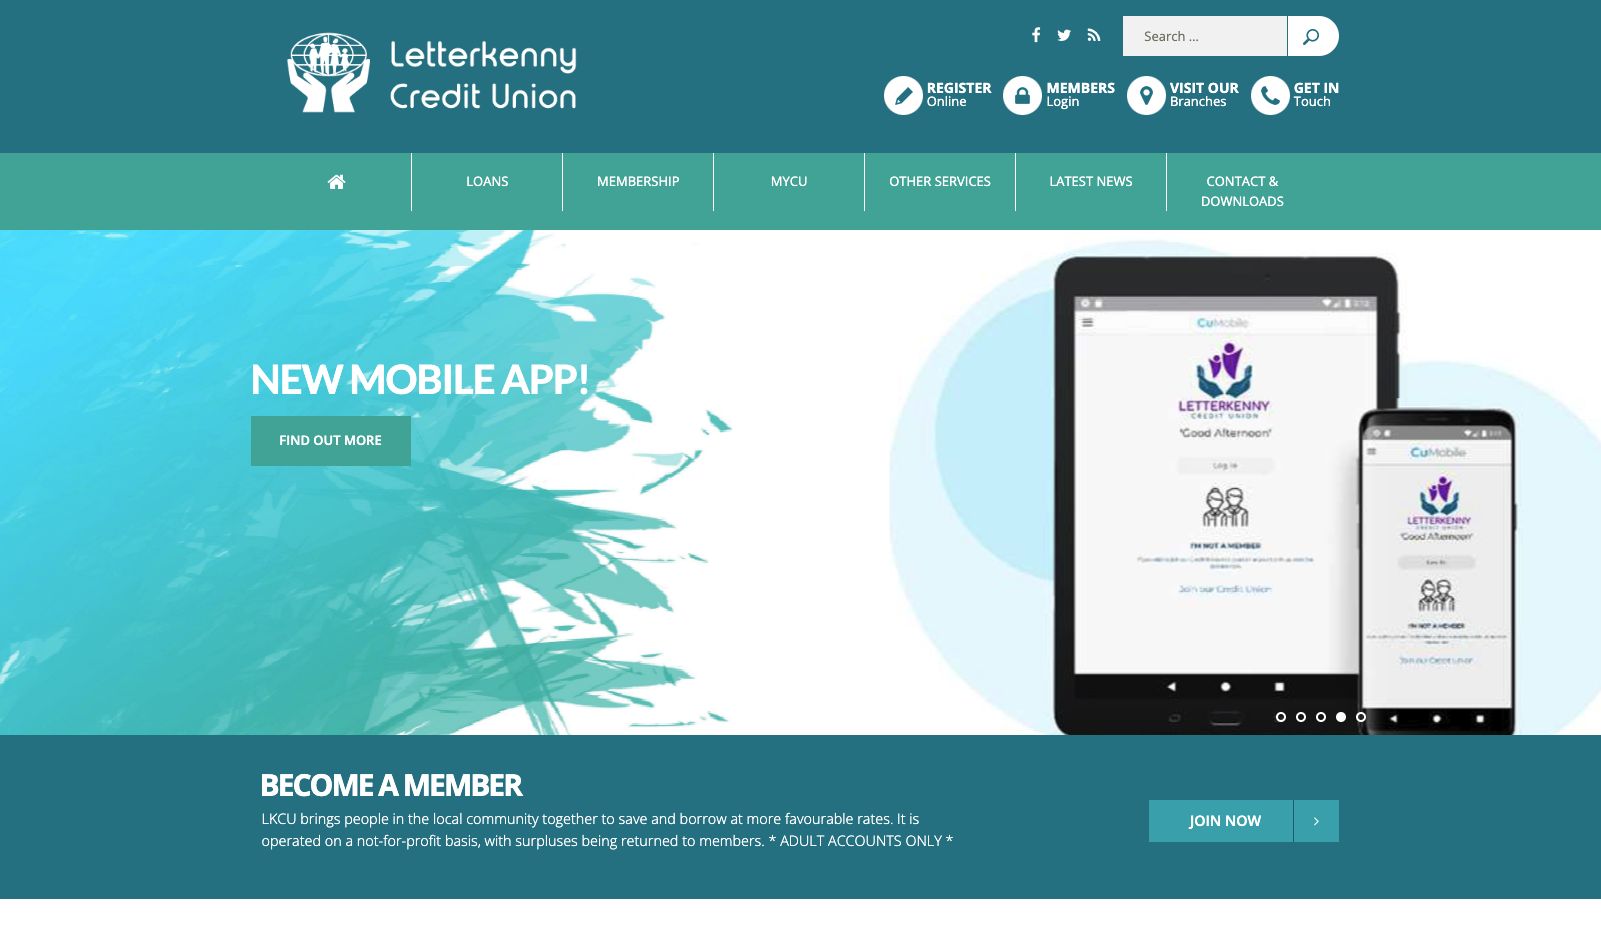 Letterkenny
Credit Union
Search ...
REGISTER
Online
MEMBERS
Login
VISIT OUR
Branches
GET IN
Touch
LOANS
MEMBERSHIP
MYCU
OTHER SERVICES
LATEST NEWS
CONTACT &
DOWNLOADS
NEW MOBILE APP!
FIND OUT MORE
CuMobile
LETTERKENNY
CREDIT UNION
'Good Afternoon'
Log In
I'M NOT A MEMBER
Join our Credit Union
CuMobile
LETTERKENNY
CREDIT UNION
'Good Afternoon'
I'M NOT A MEMBER
Join our Credit Union
BECOME A MEMBER
LKCU brings people in the local community together to save and borrow at more favourable rates. It is
operated on a not-for-profit basis, with surpluses being returned to members. * ADULT ACCOUNTS ONLY *
JOIN NOW